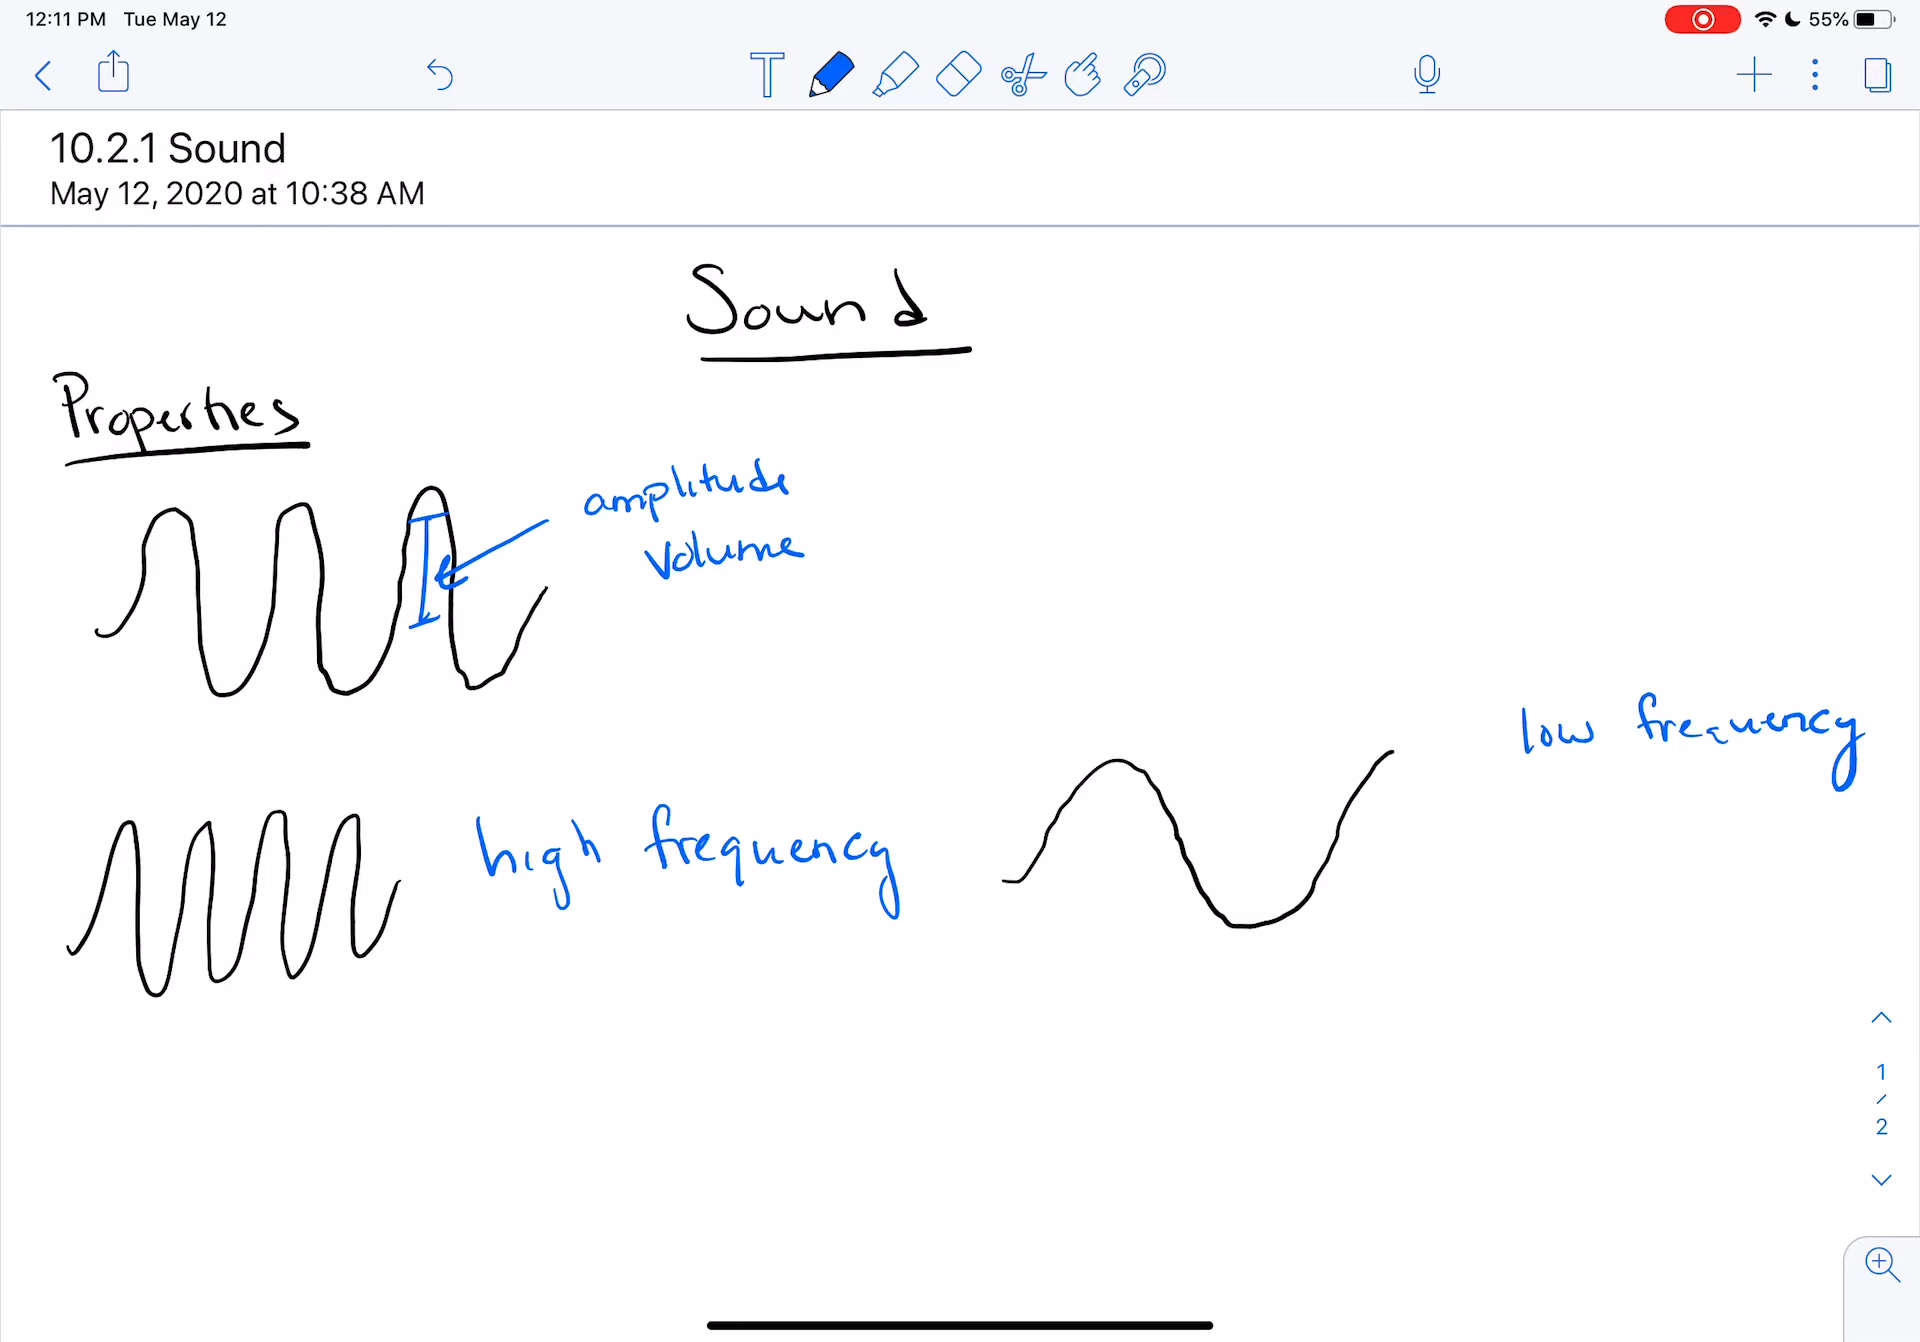 12:11 PM Tue May 12
55%
10.2.1 Sound
May 12, 2020 at 10:38 AM
Sound
Properties
amplitude
volume
low frequency
high frequency
1
/
2